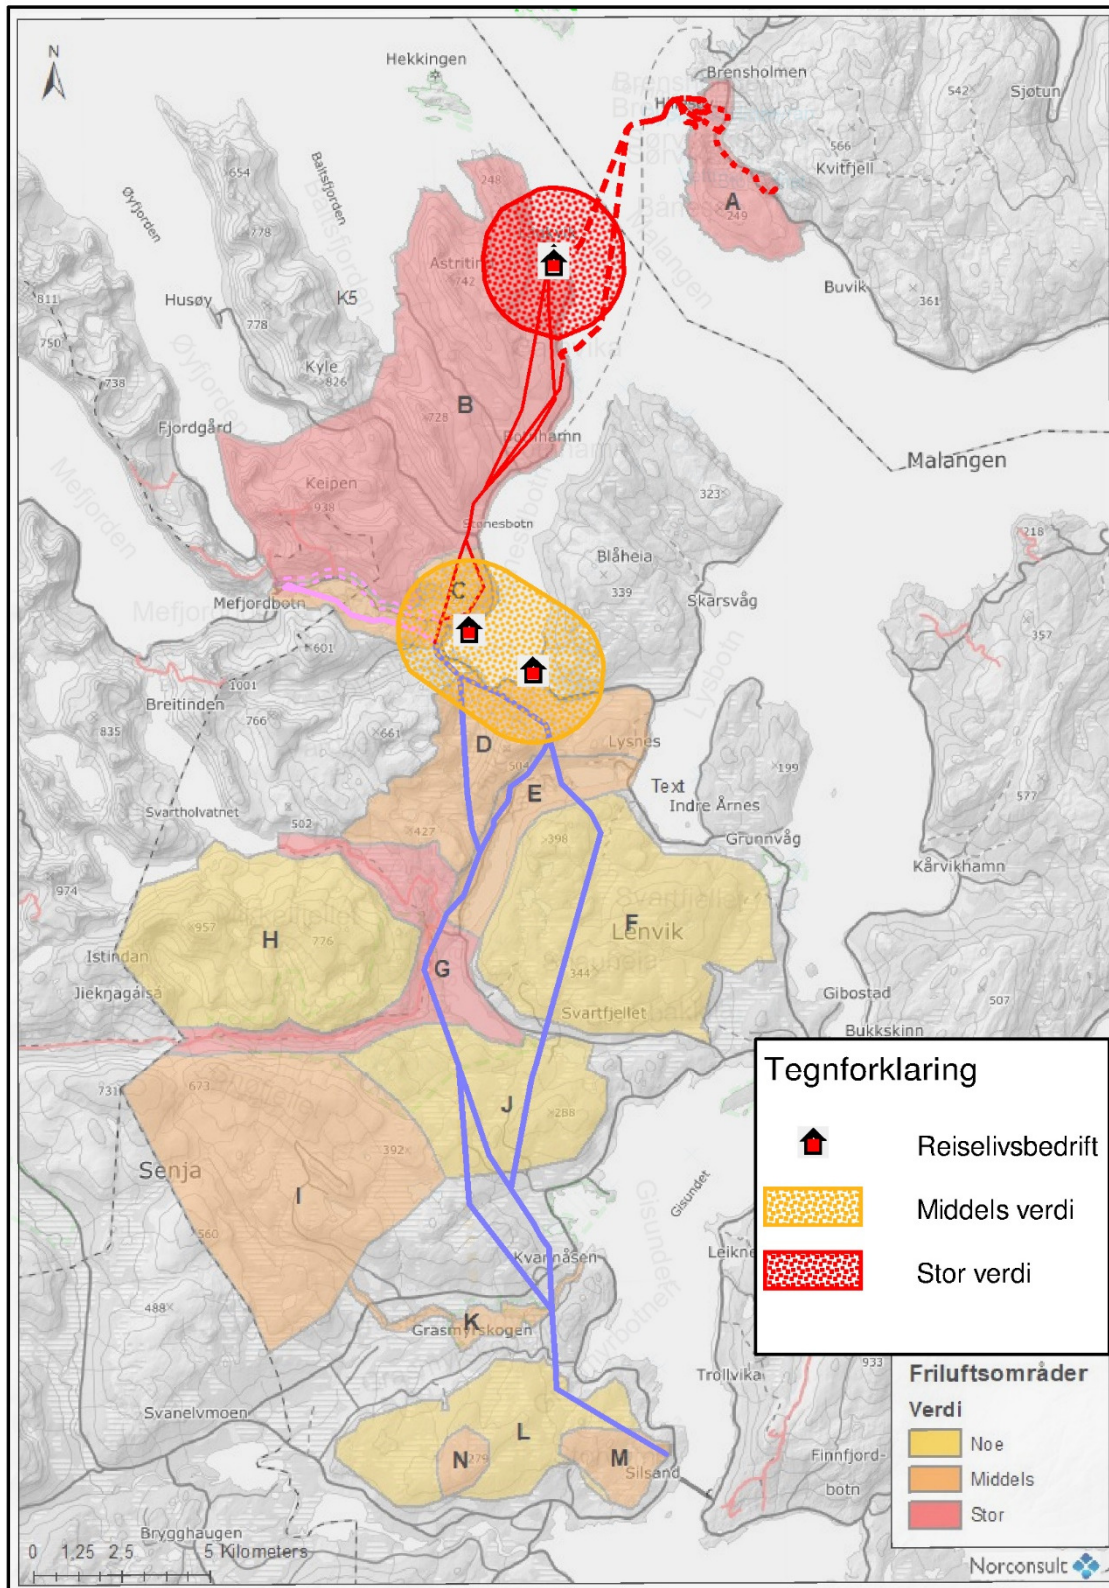 N
Hekkingen
Brensholmen
542
Sjøtun
566
Kvitfjell
654
Baltsfjorden
248
Øyfjorden
A
249
778
Astritin
742
811
Husøy
K5
Buvik
361
750
778
Kyle
826
738
B
728
Fjordgård
Malangen
Keipen
938
323
Stønesbotn
Blåheia
339
218
C
Skarsvåg
Mefjordbotn
601
357
1001
Breitinden
766
661
835
D
Lysnes
504
E
Text
199
Indre Årnes
577
Svartholvatnet
502
427
398
Grunnvåg
Kårvikhamn
974
957
H
776
F
Lenvik
Istindan
G
344
Jiekŋagáisá
Gibostad
507
Svartfjellet
Bukkskinn
731
673
J
288
392
Senja
I
Gisundet
560
Kvannåsen
Leikne
488
K
Grasmyrskogen
Trollvika
933
Svanelvmoen
L
N
279
M
Silsand
Finnfjord-
botn
Brygghaugen
0 1,25 2,5 5 Kilometers
Tegnforklaring
Reiselivsbedrift
Middels verdi
Stor verdi
Friluftsområder
Verdi
Noe
Middels
Stor
Norconsult